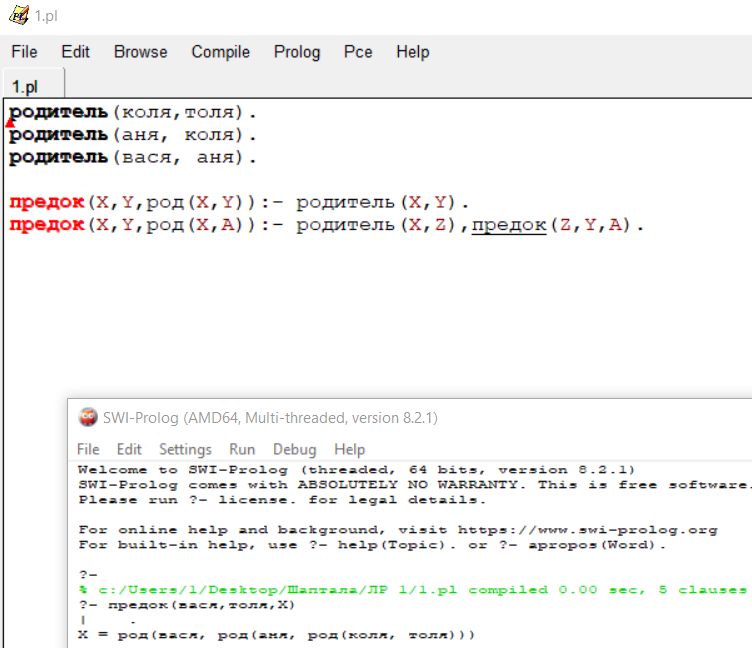 1.pl
File Edit Browse Compile Prolog Pce Help
1.pl
родитель(коля,толя).
родитель(аня, коля).
родитель(вася, аня).
предок(X,Y,род(X,Y)):- родитель(X,Y).
предок(X,Y,род(X,A)):- родитель(X,Z),предок(Z,Y,A).
SWI-Prolog (AMD64, Multi-threaded, version 8.2.1)
File Edit Settings Run Debug Help
Welcome to SWI-Prolog (threaded, 64 bits, version 8.2.1)
SWI-Prolog comes with ABSOLUTELY NO WARRANTY. This is free software.
Please run ?- license. for legal details.
For online help and background, visit https://www.swi-prolog.org
For built-in help, use ?- help(Topic). or ?- apropos(Word).
?-
% c:/Users/1/Desktop/Шаптала/ЛР 1/1.pl compiled 0.00 sec, 5 clauses
?- предок(вася,толя,X)
| .
X = род(вася, род(аня, род(коля, толя)))